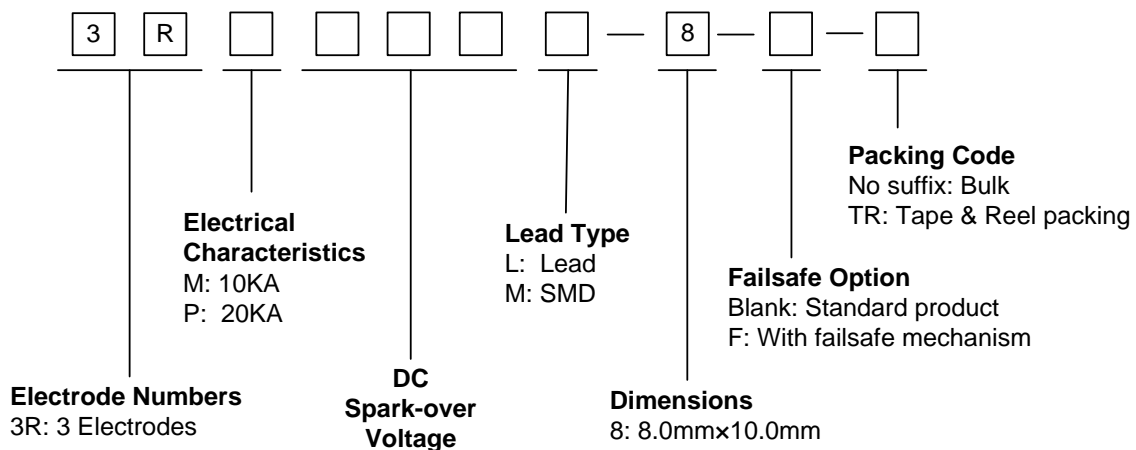 3 R — 8 — —
Packing Code
No suffix: Bulk
TR: Tape & Reel packing
Electrical
Characteristics
M: 10KA
P: 20KA
Lead Type
L: Lead
M: SMD
Failsafe Option
Blank: Standard product
F: With failsafe mechanism
Electrode Numbers
3R: 3 Electrodes
DC
Spark-over
Voltage
Dimensions
8: 8.0mm×10.0mm